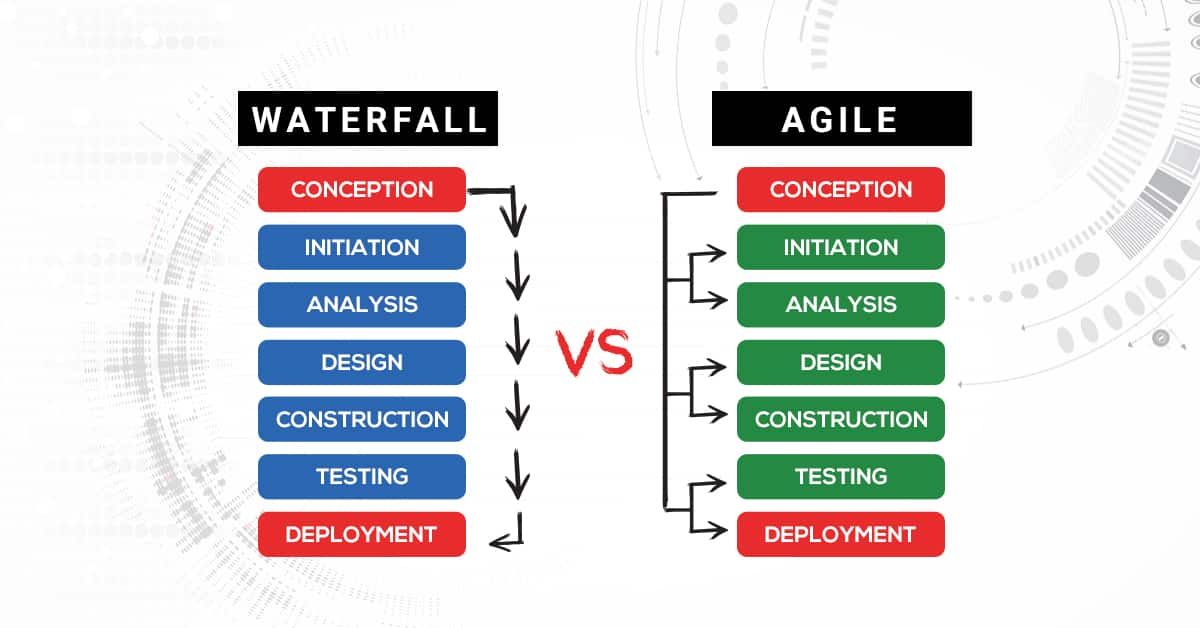 WATERFALL
CONCEPTION
INITIATION
ANALYSIS
DESIGN
CONSTRUCTION
TESTING
DEPLOYMENT
VS
AGILE
CONCEPTION
INITIATION
ANALYSIS
DESIGN
CONSTRUCTION
TESTING
DEPLOYMENT